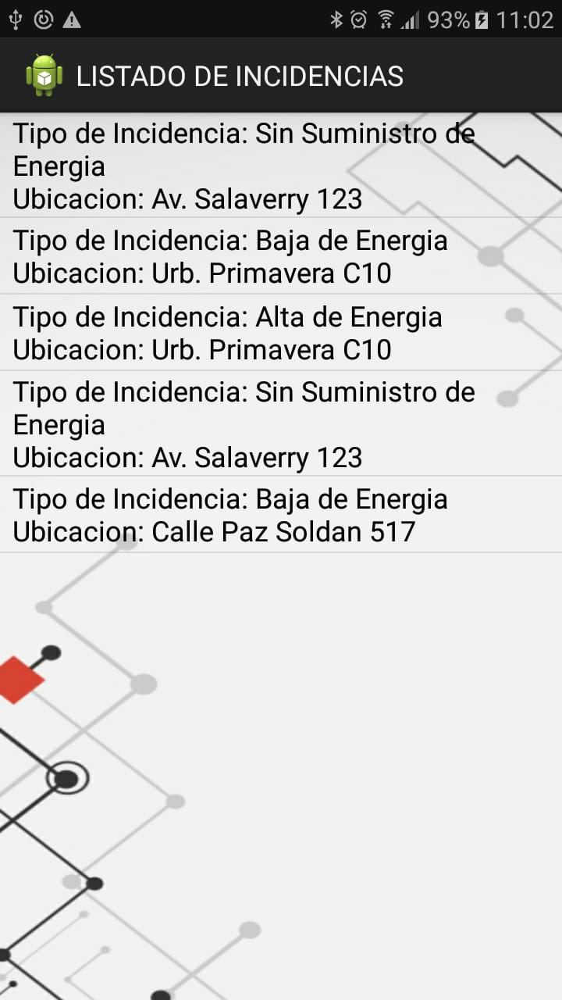 93% 11:02
LISTADO DE INCIDENCIAS
Tipo de Incidencia: Sin Suministro de
Energia
Ubicacion: Av. Salaverry 123
Tipo de Incidencia: Baja de Energia
Ubicacion: Urb. Primavera C10
Tipo de Incidencia: Alta de Energia
Ubicacion: Urb. Primavera C10
Tipo de Incidencia: Sin Suministro de
Energia
Ubicacion: Av. Salaverry 123
Tipo de Incidencia: Baja de Energia
Ubicacion: Calle Paz Soldan 517